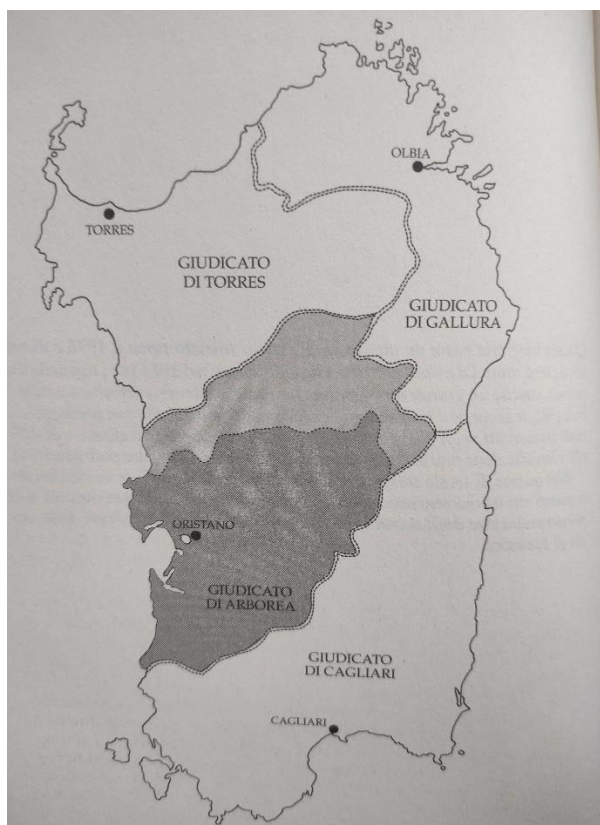 OLBIA
TORRES
GIUDICATO
DI TORRES
GIUDICATO
DI GALLURA
ORISTANO
GIUDICATO
DI ARBOREA
GIUDICATO
DI CAGLIARI
CAGLIARI